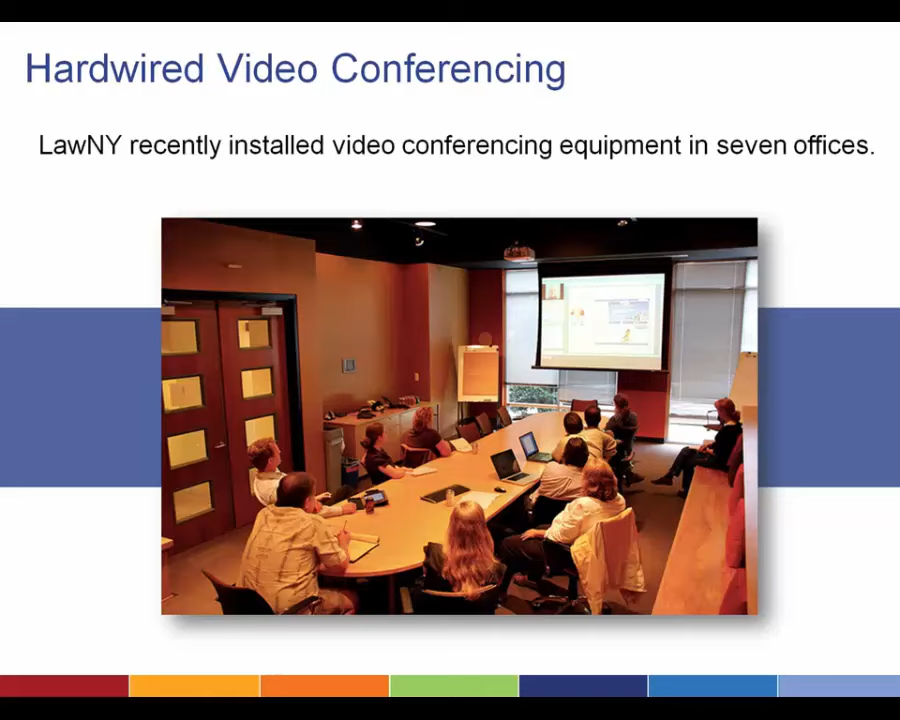 Hardwired Video Conferencing
LawNY recently installed video conferencing equipment in seven offices.